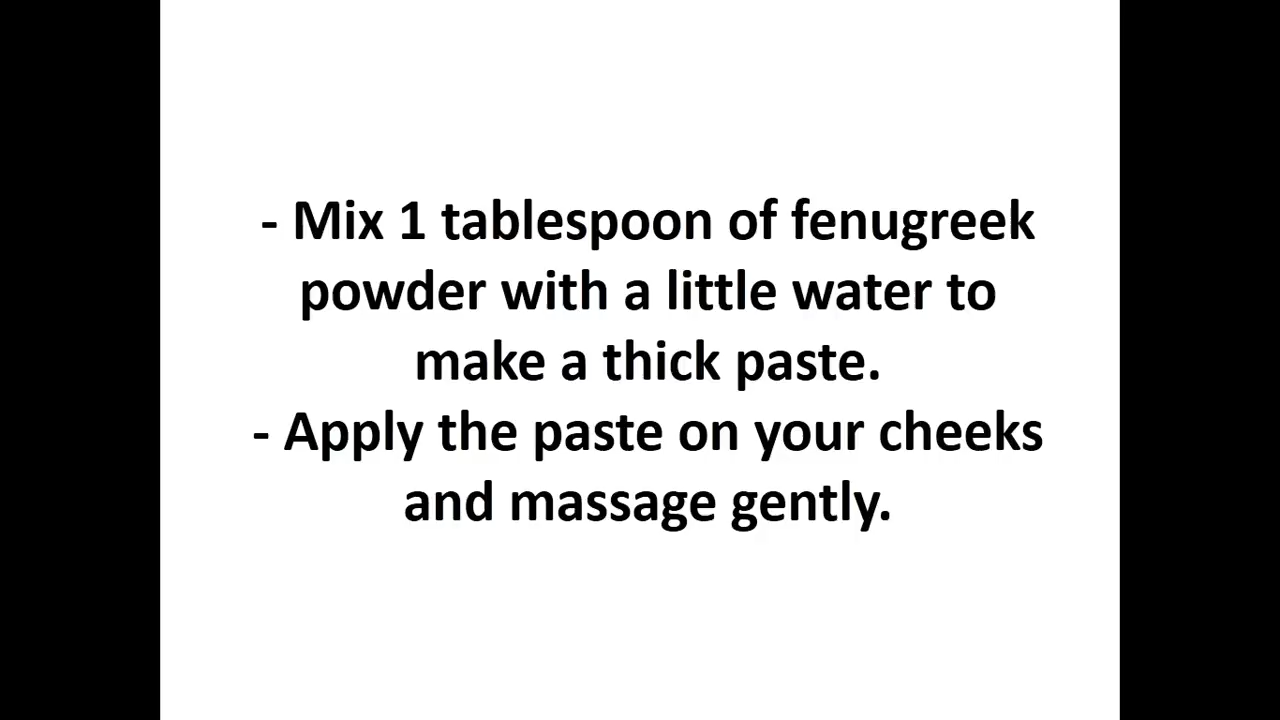 - Mix 1 tablespoon of fenugreek
powder with a little water to
make a thick paste.
- Apply the paste on your cheeks
and massage gently.